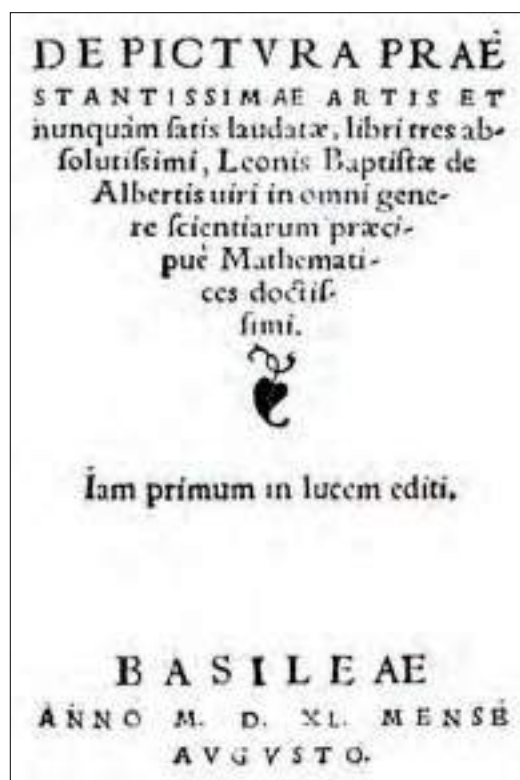 DE PICTVRA PRAE
STANTISSIMAE ARTIS ET
nunquàm ſatis laudatæ, libri tres ab-
ſolutiſsimi, Leonis Baptiſtæ de
Albertis uiri in omni gene-
re ſcientiarum præci-
puè Mathemati-
ces doctiſ-
ſimi.
Iam primum in lucem editi.
BASILEAE
ANNO M. D. XL. MENSE
AVGVSTO.